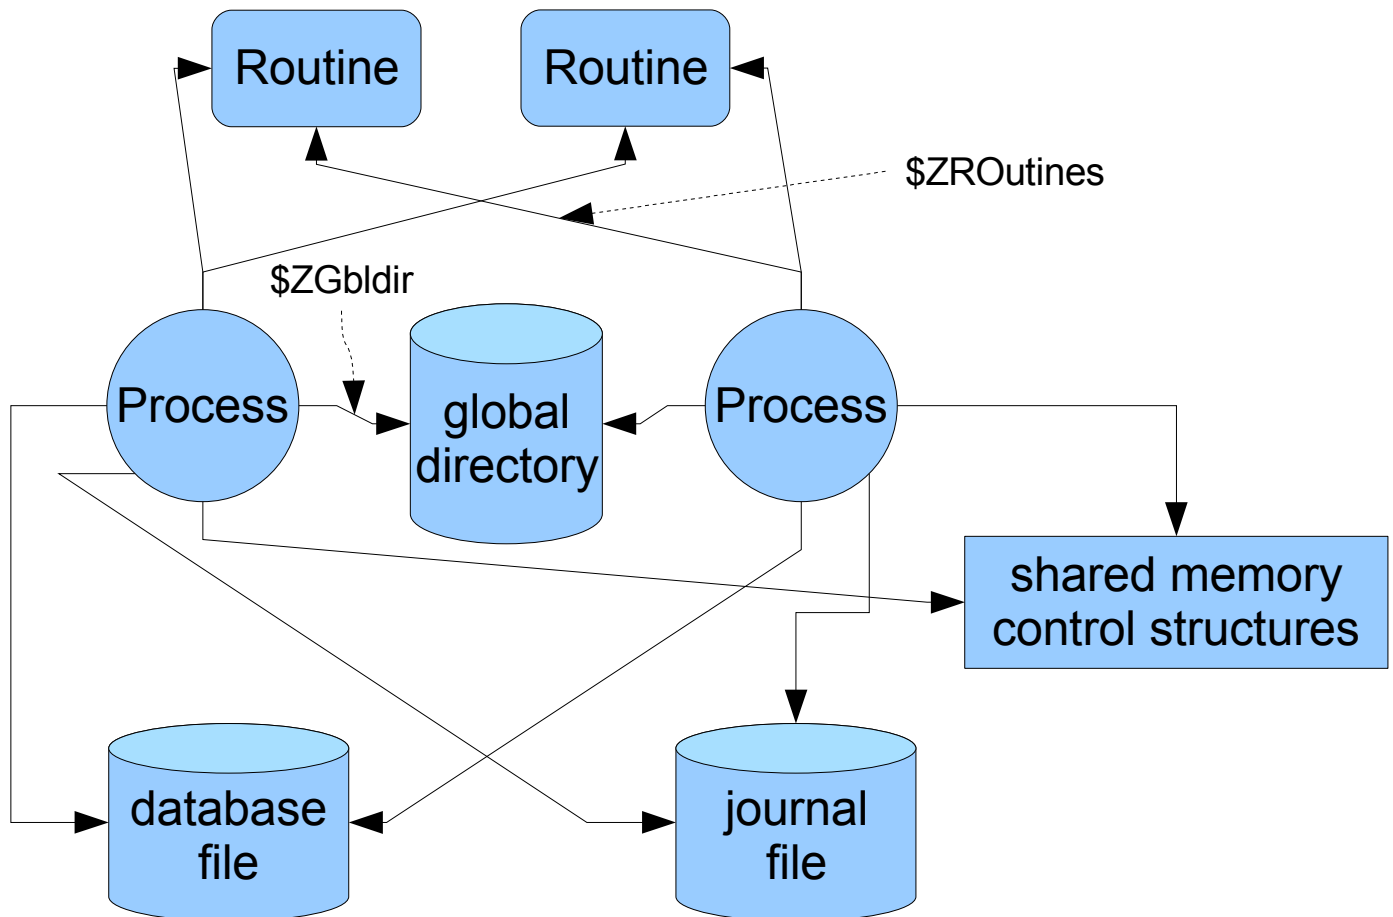 Routine
Routine
$ZROutines
$ZGbldir
Process
global
directory
Process
shared memory
control structures
database
file
journal
file